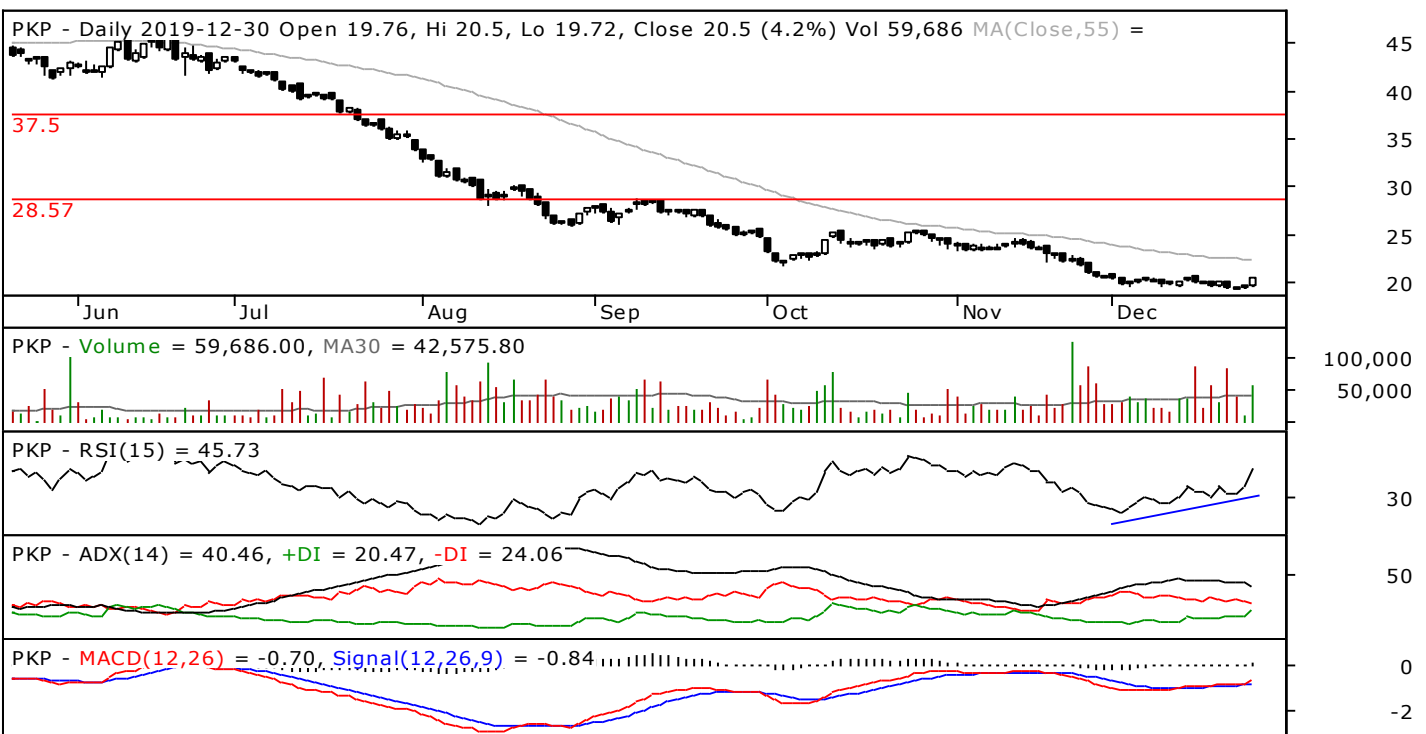 PKP - Daily 2019-12-30 Open 19.76, Hi 20.5, Lo 19.72, Close 20.5 (4.2%) Vol 59,686 MA(Close,55) =
45
40
37.5
35
30
28.57
25
20
Jun Jul Aug Sep Oct Nov Dec
PKP - Volume = 59,686.00, MA30 = 42,575.80
100,000
50,000
PKP - RSI(15) = 45.73
30
PKP - ADX(14) = 40.46, +DI = 20.47, -DI = 24.06
50
PKP - MACD(12,26) = -0.70, Signal(12,26,9) = -0.84
0
-2